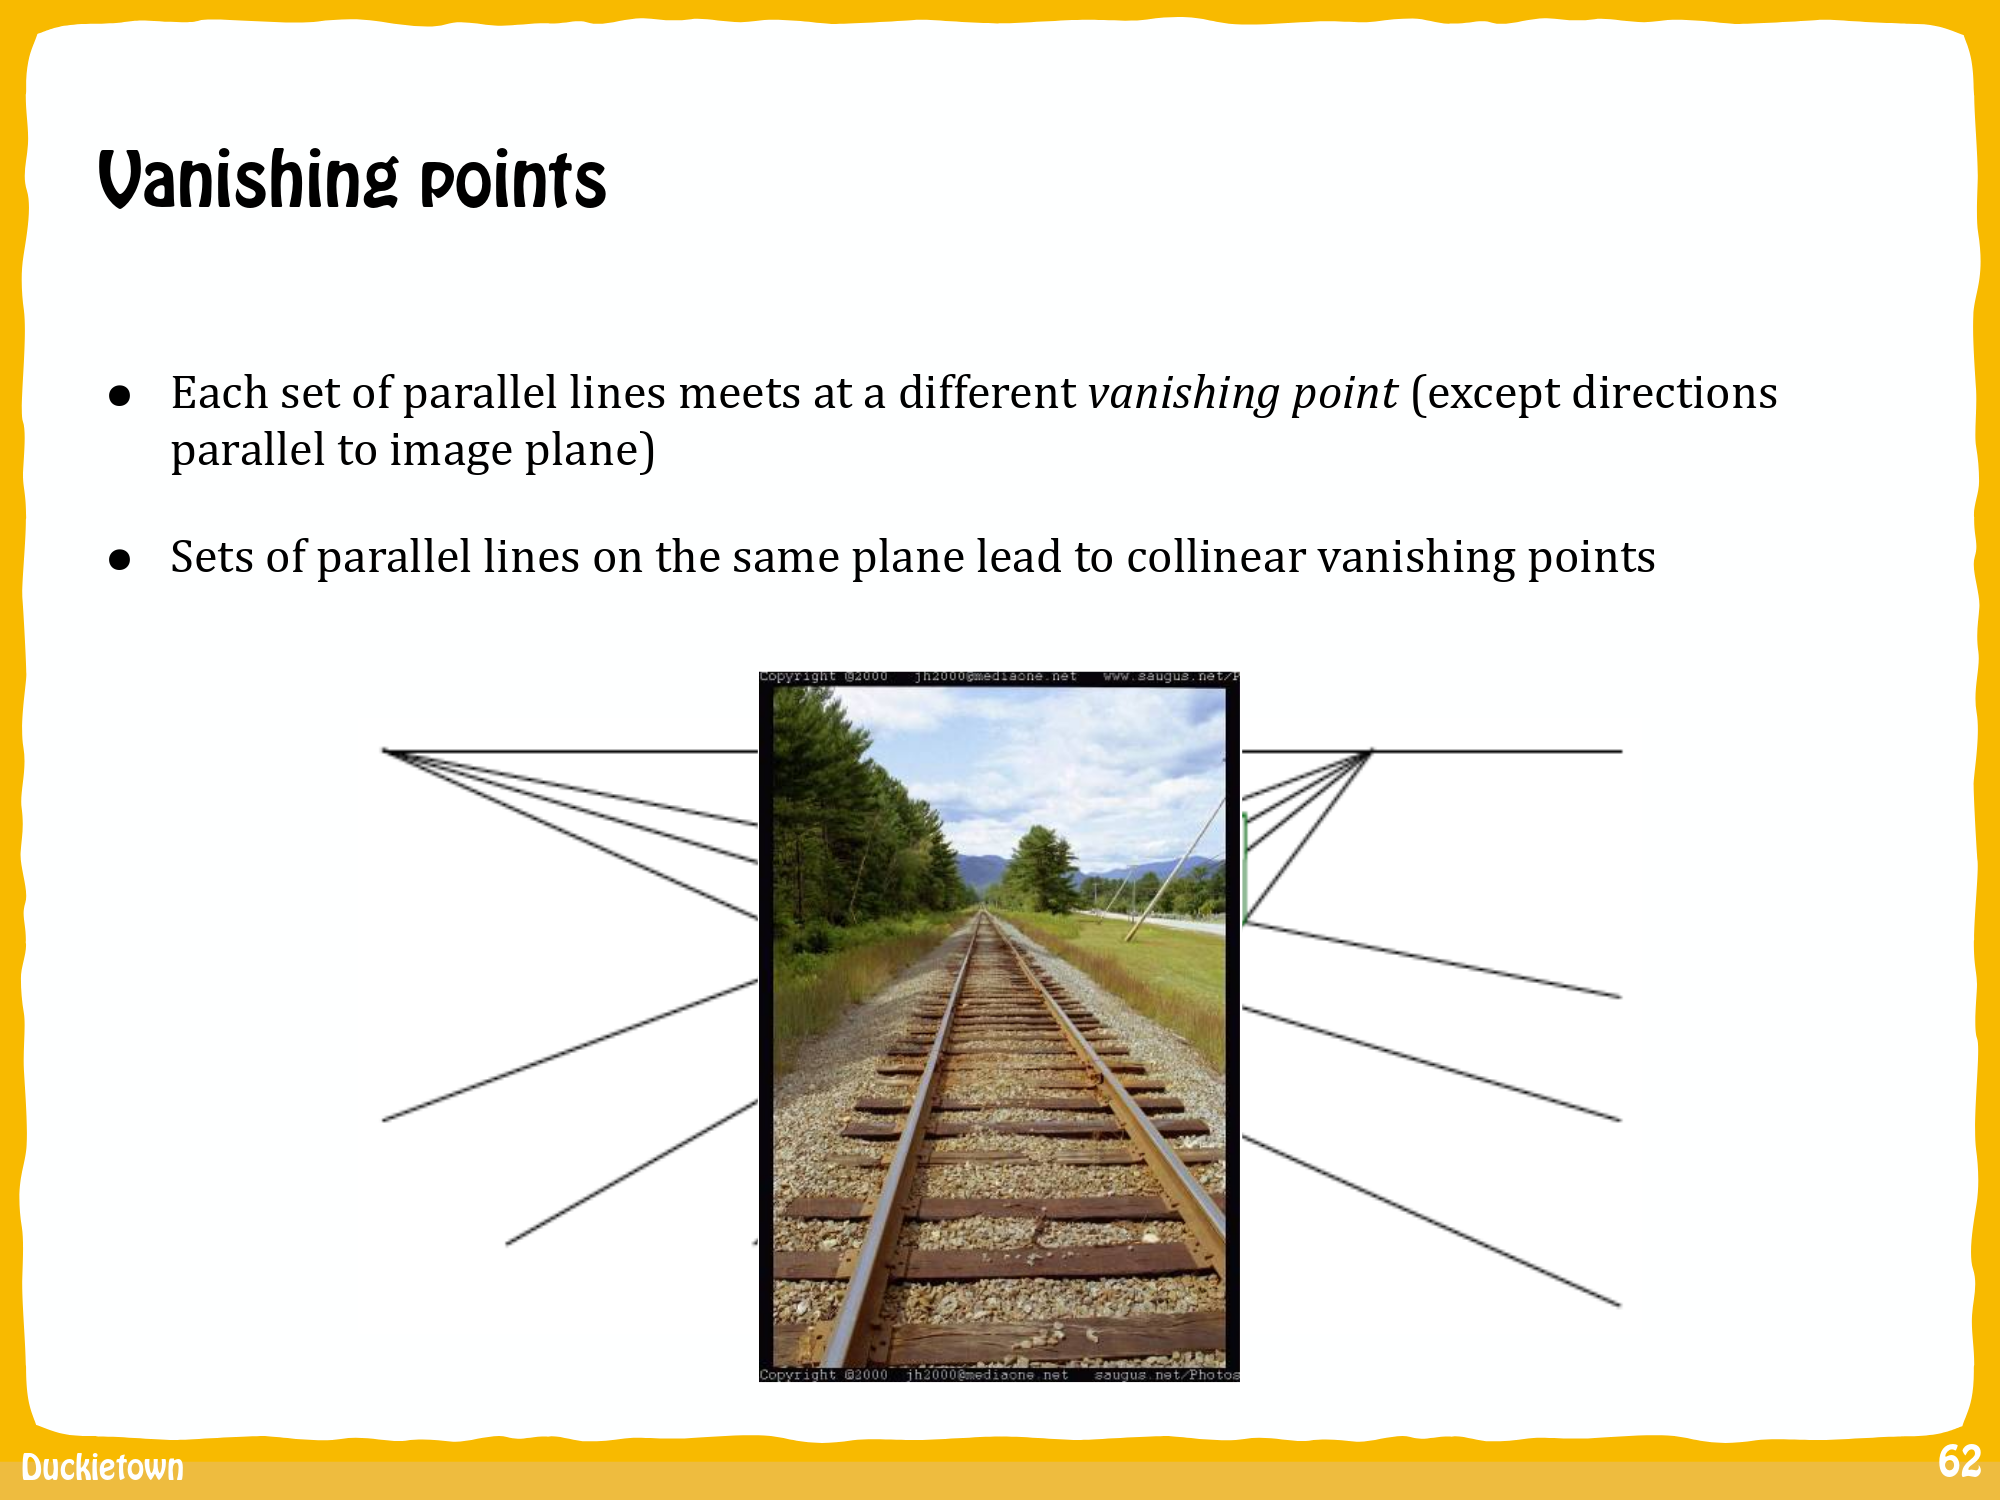 Vanishing points
● Each set of parallel lines meets at a different vanishing point (except directions
parallel to image plane)
● Sets of parallel lines on the same plane lead to collinear vanishing points
Copyright @2000 jh2000@mediaone.net www.saugus.net/P
Copyright @2000 jh2000@mediaone.net saugus.net/Photos
Duckietown
62